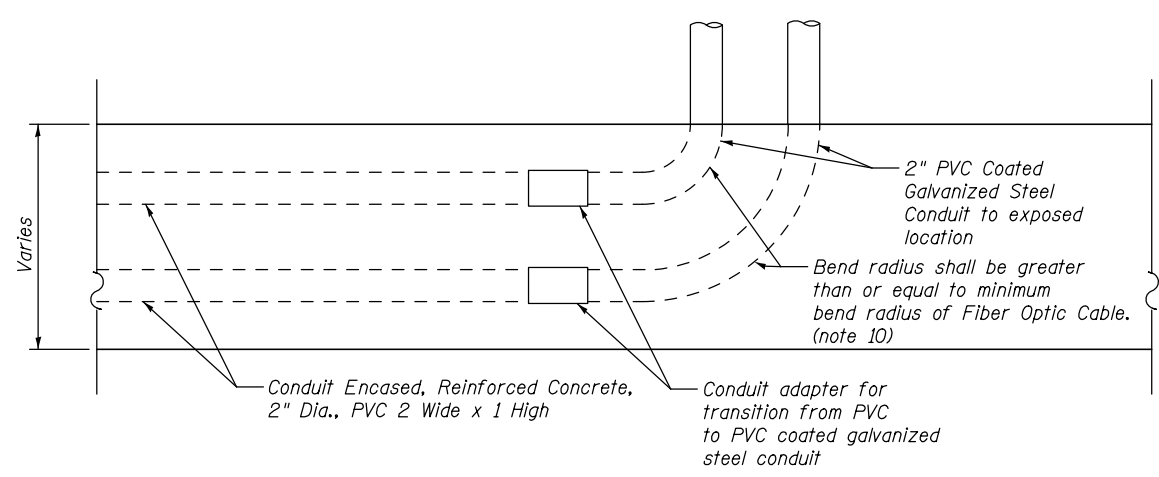 Varies
2" PVC Coated
Galvanized Steel
Conduit to exposed
location
Bend radius shall be greater
than or equal to minimum
bend radius of Fiber Optic Cable.
(note 10)
Conduit Encased, Reinforced Concrete,
2" Dia., PVC 2 Wide x 1 High
Conduit adapter for
transition from PVC
to PVC coated galvanized
steel conduit